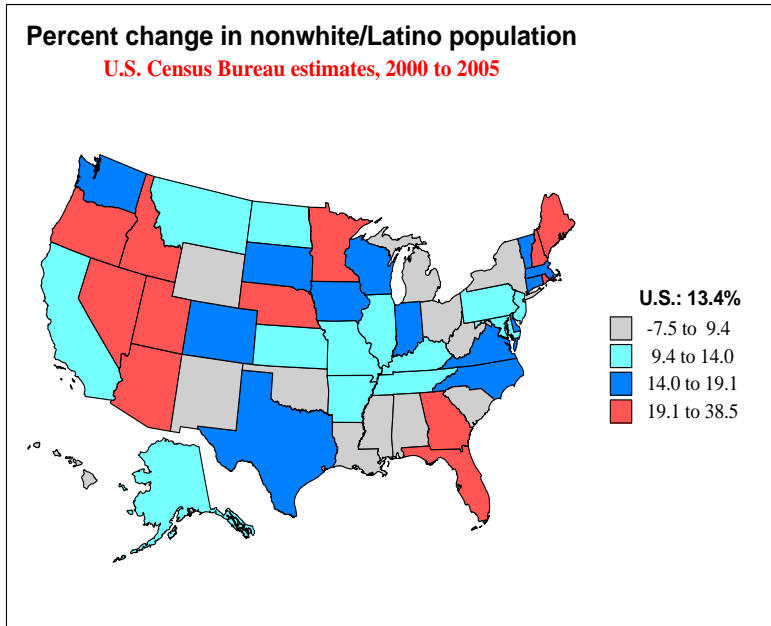 Percent change in nonwhite/Latino population
U.S. Census Bureau estimates, 2000 to 2005
U.S.: 13.4%
-7.5 to 9.4
9.4 to 14.0
14.0 to 19.1
19.1 to 38.5